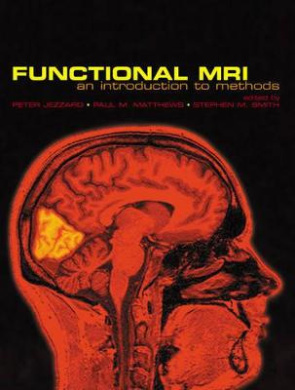 FUNCTIONAL MRI
an introduction to methods
edited by
PETER JEZZARD • PAUL M. MATTHEWS • STEPHEN M. SMITH